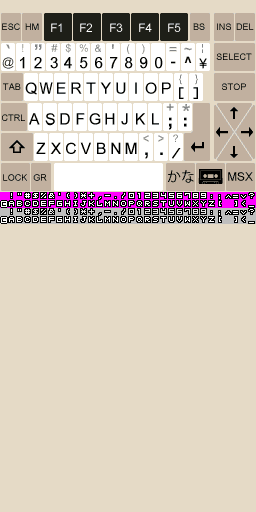 ESC HM F1 F2 F3 F4 F5 BS INS DEL
` ! ” # $ % & ' ( ) = ~ ¦
@ 1 2 3 4 5 6 7 8 9 0 - ^ ¥ SELECT
{ }
TAB Q W E R T Y U I O P [ ] STOP
+ *
CTRL A S D F G H J K L ; :
< > ?
Z X C V B N M , . /
LOCK GR かな MSX
!"#$%&'()*+,-./0123456789:;
@ABCDEFGHIJKLMNOPQRSTUVWXYZ[
!"#$%&'()*+,-./0123456789:;
@ABCDEFGHIJKLMNOPQRSTUVWXYZ[